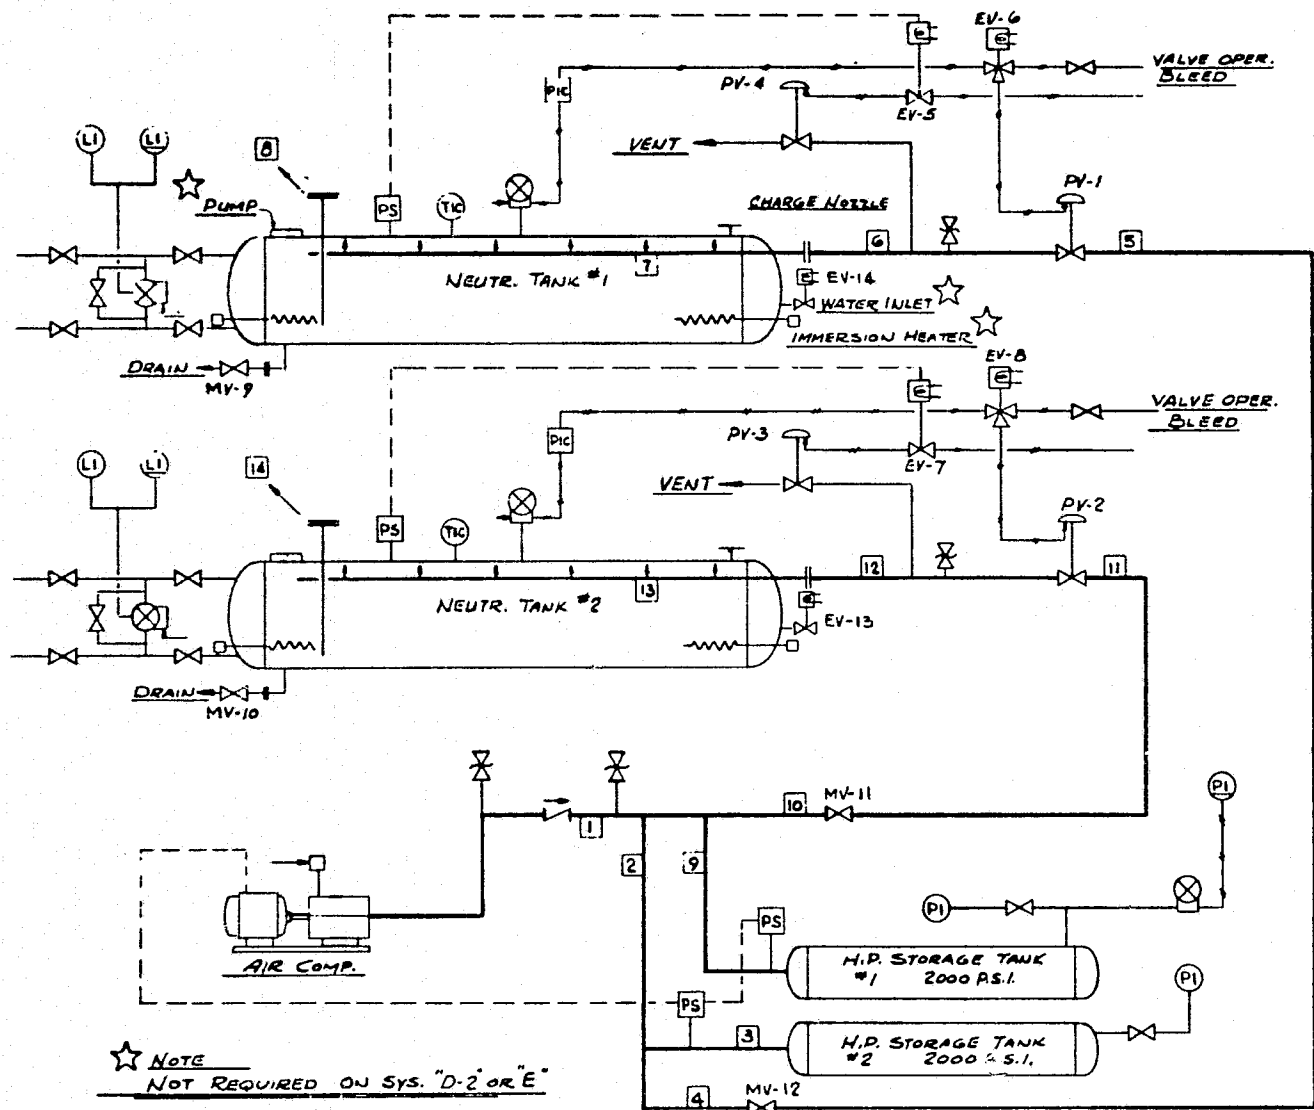 EV-6
E
E
VALVE OPER.
BLEED
PV-4
PIC
EV-5
LI
LI
8
VENT
PV-1
PUMP
PS
TIC
CHARGE NOZZLE
6
5
7
NEUTR. TANK #1
E
EV-14
WATER INLET
IMMERSION HEATER
DRAIN
MV-9
EV-8
E
E
VALVE OPER.
BLEED
PV-3
PIC
EV-7
LI
LI
14
VENT
PV-2
PS
TIC
12
11
13
NEUTR. TANK #2
E
EV-13
DRAIN
MV-10
10
MV-11
PI
1
2
9
PI
PS
AIR COMP.
H.P. STORAGE TANK
#1 2000 P.S.I.
PI
PS
3
H.P. STORAGE TANK
#2 2000 P.S.I.
NOTE
NOT REQUIRED ON SYS. "D-2" OR "E"
4
MV-12